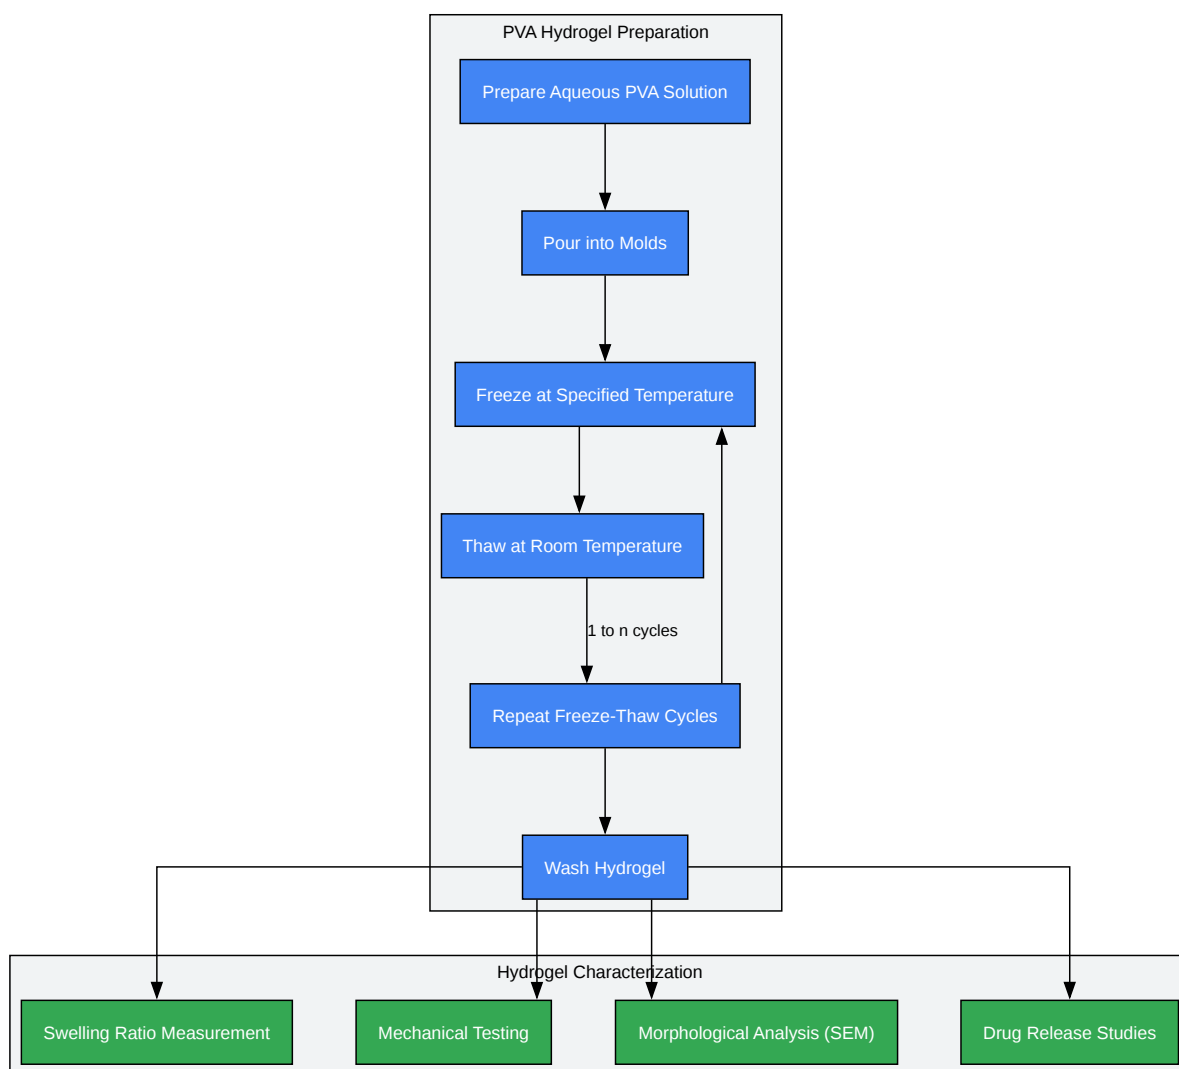 PVA Hydrogel Preparation
Prepare Aqueous PVA Solution
Pour into Molds
Freeze at Specified Temperature
Thaw at Room Temperature
1 to n cycles
Repeat Freeze-Thaw Cycles
Wash Hydrogel
Hydrogel Characterization
Swelling Ratio Measurement
Mechanical Testing
Morphological Analysis (SEM)
Drug Release Studies